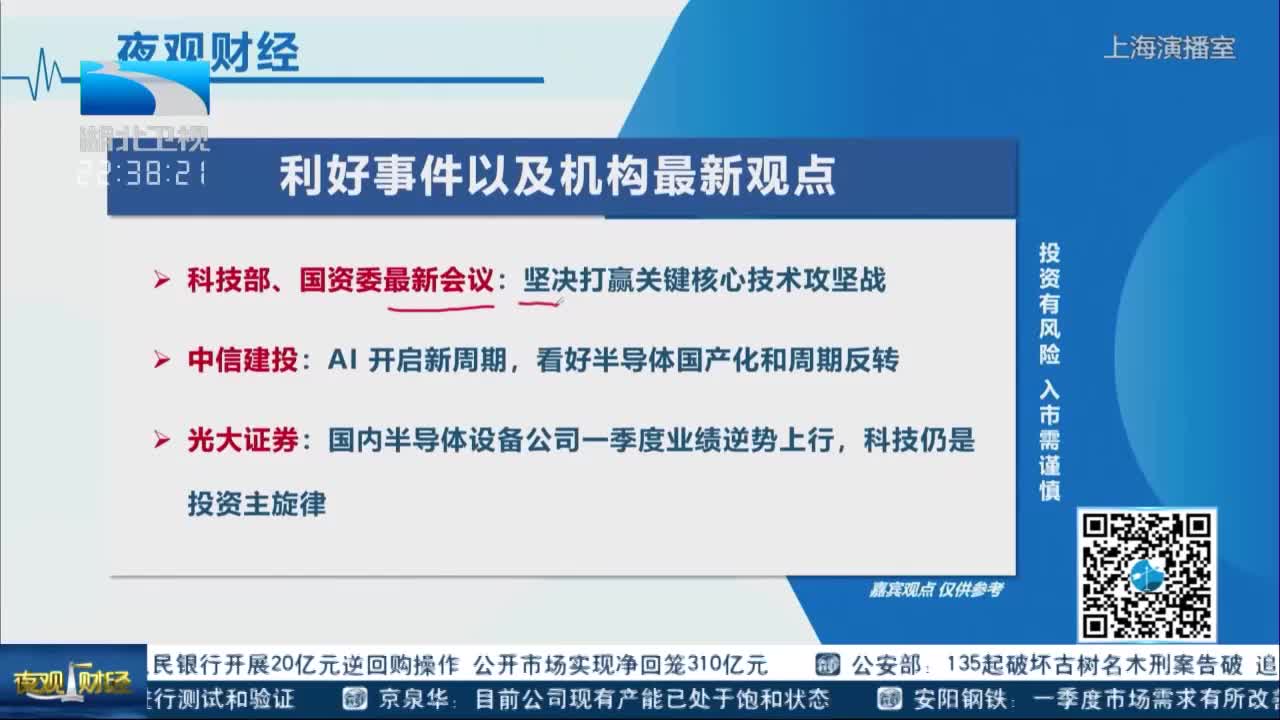 夜观财经
上海演播室
湖北卫视
22:38:21
利好事件以及机构最新观点
科技部、国资委最新会议：坚决打赢关键核心技术攻坚战
中信建投：AI 开启新周期，看好半导体国产化和周期反转
光大证券：国内半导体设备公司一季度业绩逆势上行，科技仍是
投资主旋律
投资有风险 入市需谨慎
嘉宾观点 仅供参考
夜观财经
民银行开展20亿元逆回购操作 公开市场实现净回笼310亿元 公安部：135起破坏古树名木刑案告破 追
行测试和验证 京泉华：目前公司现有产能已处于饱和状态 安阳钢铁：一季度市场需求有所改善